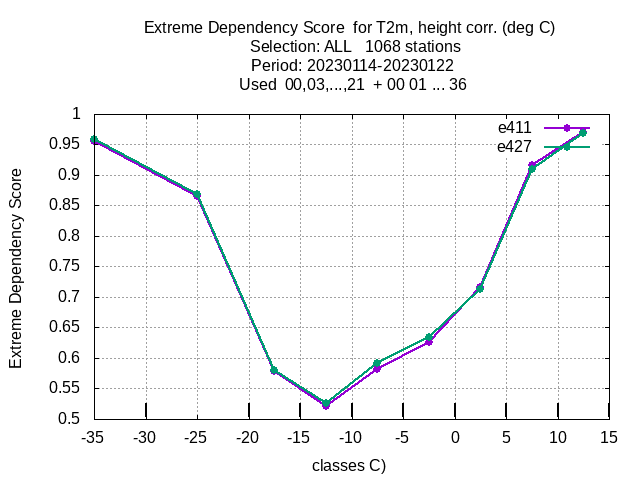 Extreme Dependency Score  for T2m, height corr. (deg C)
Selection: ALL   1068 stations
Period: 20230114-20230122
Used  00,03,...,21  + 00 01 ... 36
e411
e427
1
0.95
0.9
0.85
0.8
0.75
0.7
0.65
0.6
0.55
0.5
Extreme Dependency Score
-35 -30 -25 -20 -15 -10 -5 0 5 10 15
classes C)